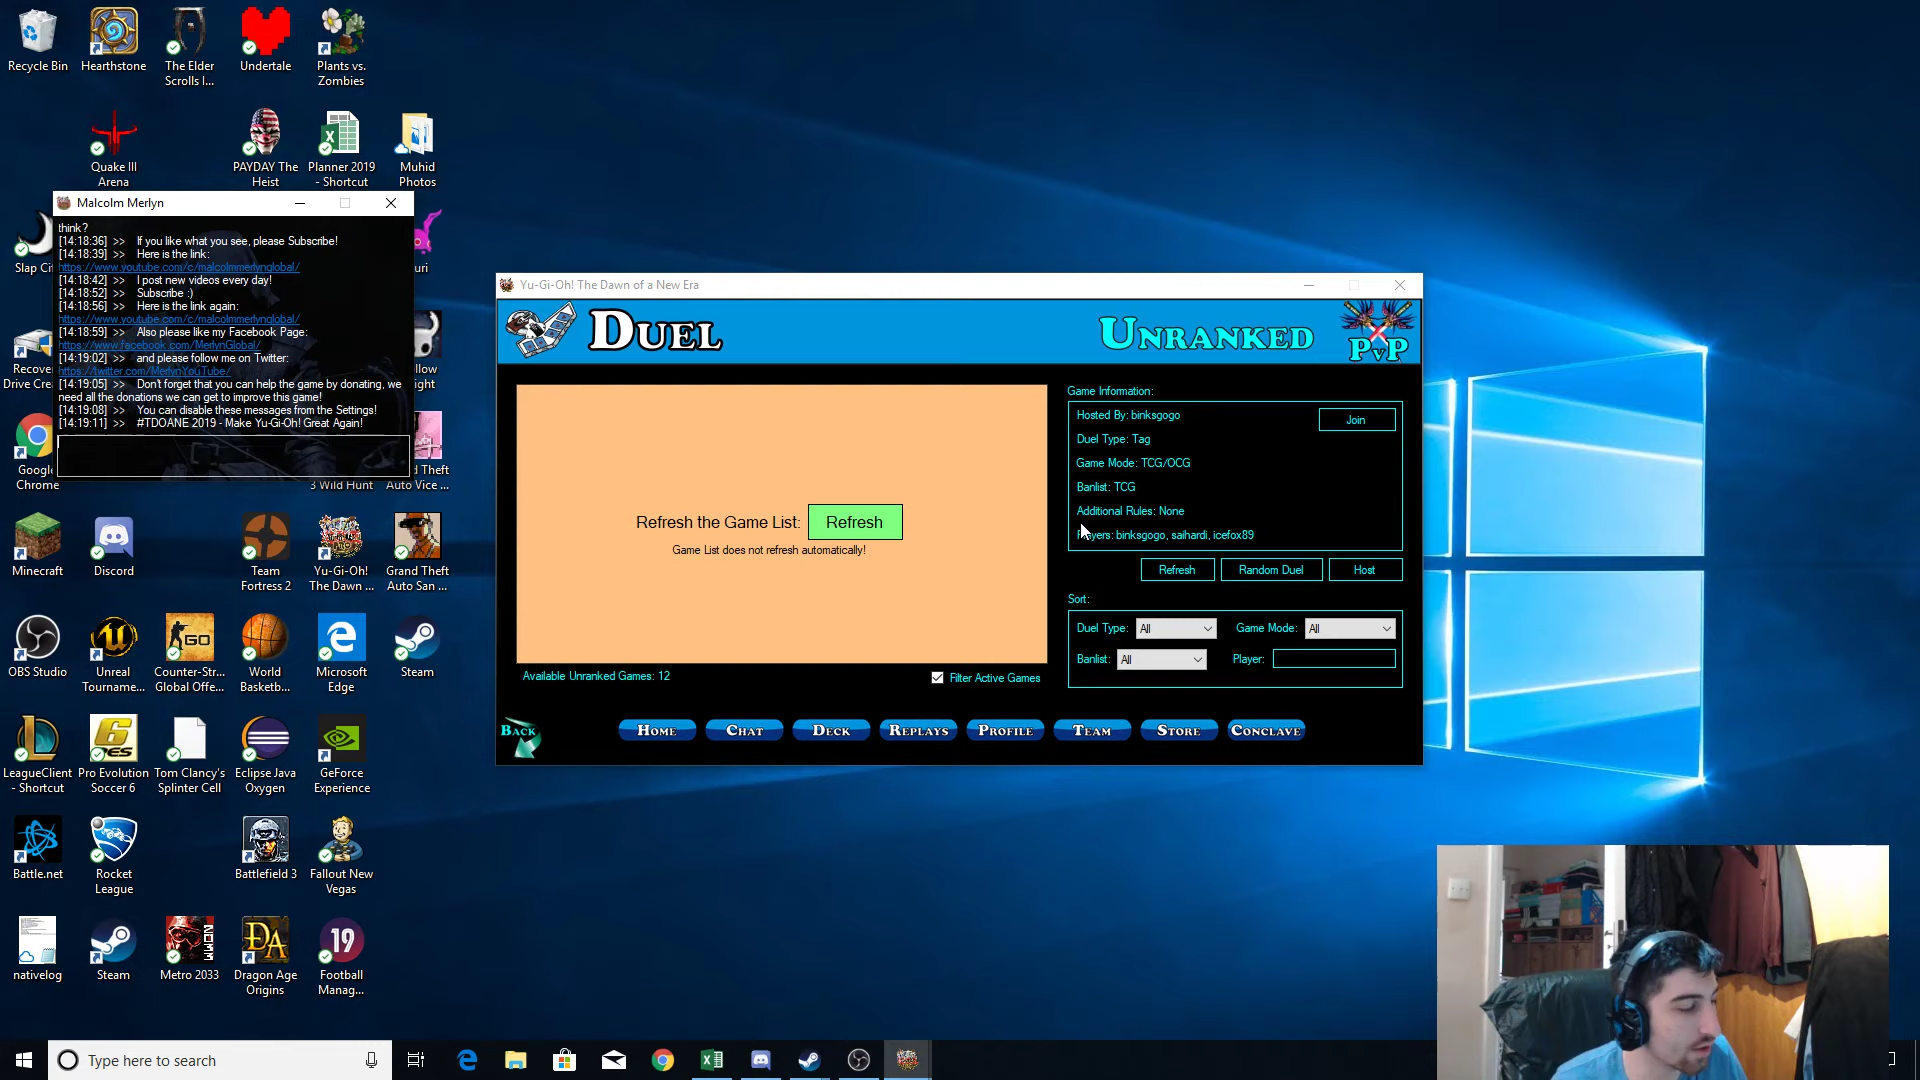 Recycle Bin
Hearthstone
The Elder
Scrolls I...
Undertale
Plants vs.
Zombies
Quake III
Arena
PAYDAY The
Heist
Planner 2019
- Shortcut
Muhid
Photos
Malcolm Merlyn
think?
[14:18:36] >> If you like what you see, please Subscribe!
[14:18:39] >> Here is the link:
https://www.youtube.com/c/malcolmmerlynglobal/
[14:18:42] >> I post new videos every day!
[14:18:52] >> Subscribe :)
[14:18:56] >> Here is the link again:
https://www.youtube.com/c/malcolmmerlynglobal/
[14:18:59] >> Also please like my Facebook Page:
https://www.facebook.com/MerlynGlobal/
[14:19:02] >> and please follow me on Twitter:
https://twitter.com/MerlynYouTube/
[14:19:05] >> Don't forget that you can help the game by donating, we
need all the donations we can get to improve this game!
[14:19:08] >> You can disable these messages from the Settings!
[14:19:11] >> #TDOANE 2019 - Make Yu-Gi-Oh! Great Again!
Slap Ci
uri
Recove
Drive Cre
llow
ight
Google
Chrome
3 Wild Hunt
d Theft
Auto Vice ...
Minecraft
Discord
Team
Fortress 2
Yu-Gi-Oh!
The Dawn ...
Grand Theft
Auto San ...
OBS Studio
Unreal
Tourname...
Counter-Str...
Global Offe...
World
Basketb...
Microsoft
Edge
Steam
LeagueClient
- Shortcut
Pro Evolution
Soccer 6
Tom Clancy's
Splinter Cell
Eclipse Java
Oxygen
GeForce
Experience
Battle.net
Rocket
League
Battlefield 3
Fallout New
Vegas
nativelog
Steam
Metro 2033
Dragon Age
Origins
Football
Manag...
Yu-Gi-Oh! The Dawn of a New Era
DUEL
UNRANKED
PVP
Refresh the Game List: Refresh
Game List does not refresh automatically!
Available Unranked Games: 12
Filter Active Games
Game Information:
Hosted By: binksgogo
Join
Duel Type: Tag
Game Mode: TCG/OCG
Banlist: TCG
Additional Rules: None
Players: binksgogo, saihardi, icefox89
Refresh
Random Duel
Host
Sort:
Duel Type: All
Game Mode: All
Banlist: All
Player:
BACK
HOME
CHAT
DECK
REPLAYS
PROFILE
TEAM
STORE
CONCLAVE
Type here to search